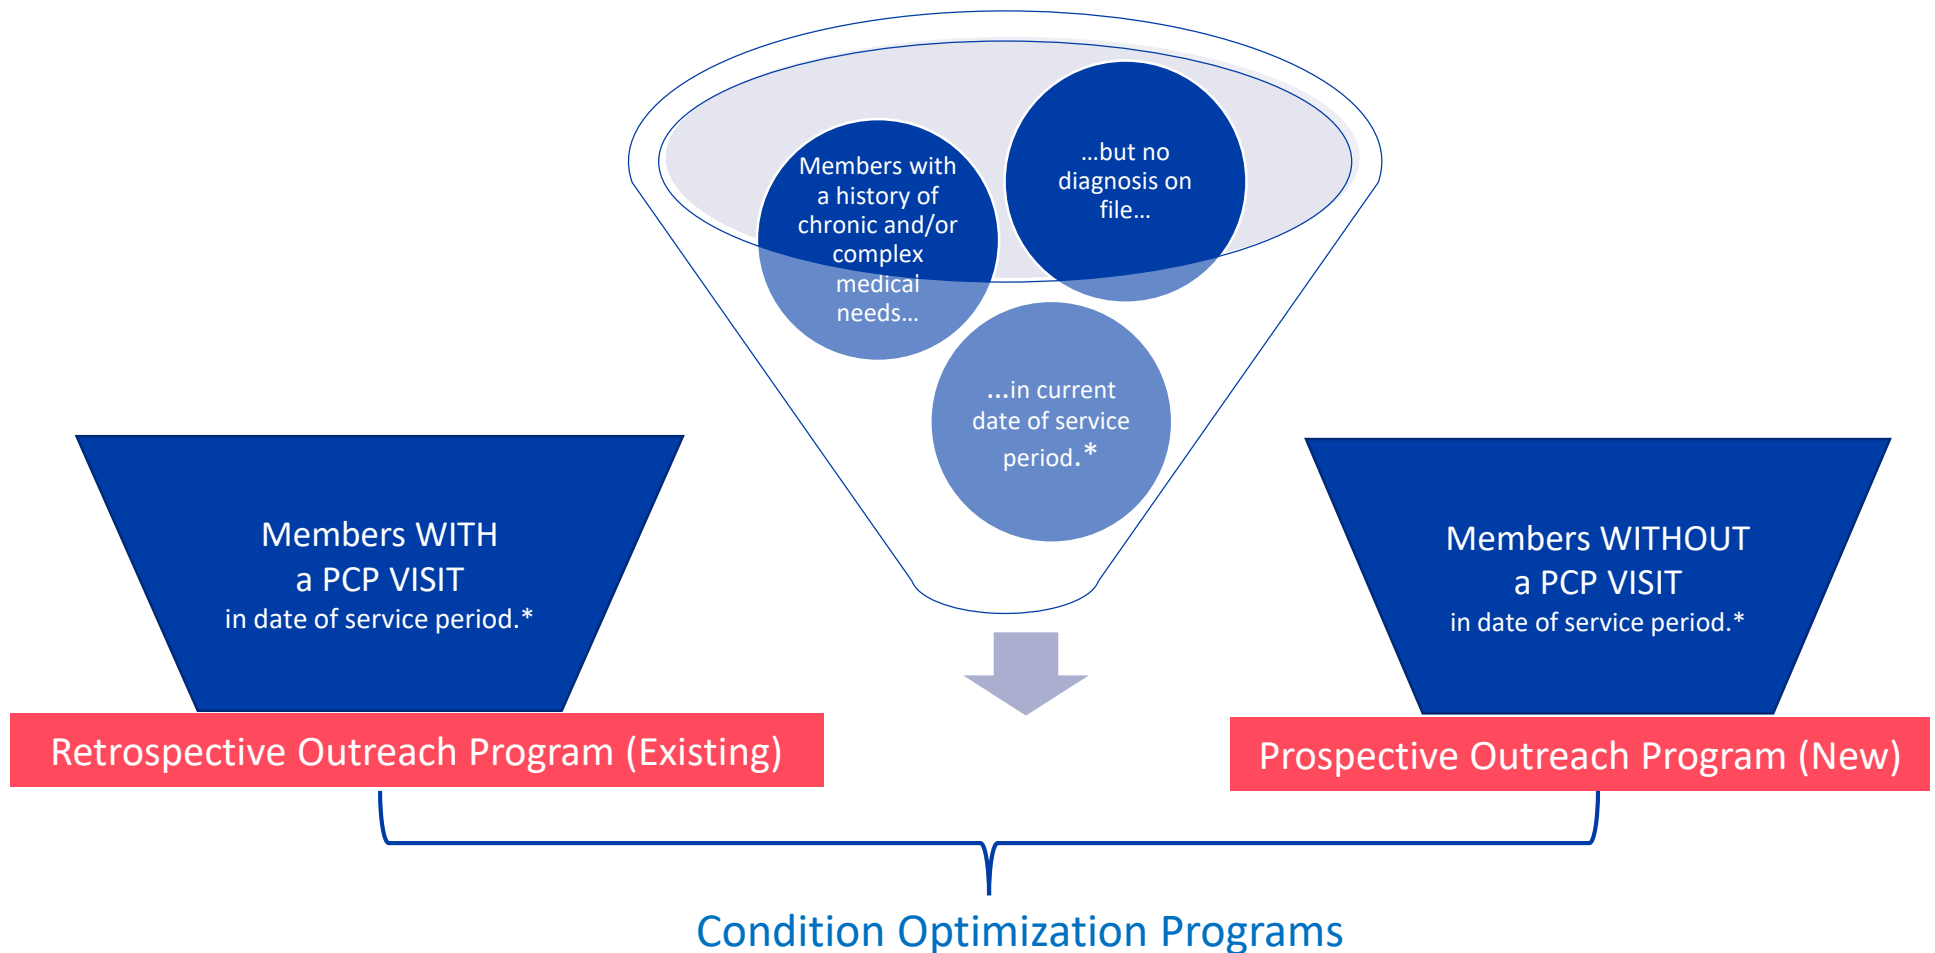 Members with
a history of
chronic and/or
complex
medical
needs...
...but no
diagnosis on
file...
...in current
date of service
period.*
Members WITH
a PCP VISIT
in date of service period.*
Members WITHOUT
a PCP VISIT
in date of service period.*
Retrospective Outreach Program (Existing)
Prospective Outreach Program (New)
Condition Optimization Programs